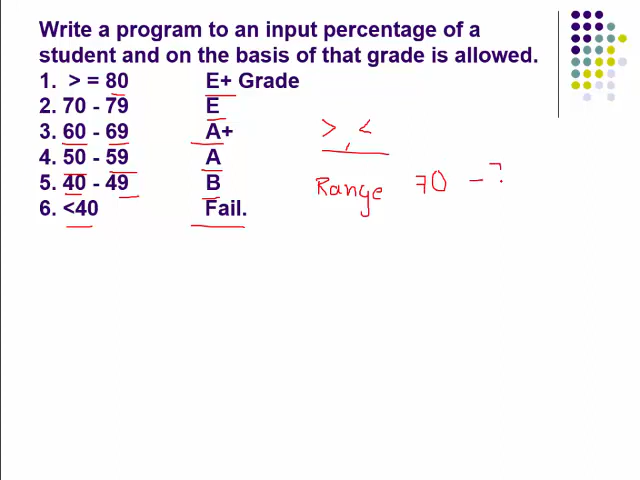 Write a program to an input percentage of a
student and on the basis of that grade is allowed.
1. > = 80 E+ Grade
2. 70 - 79 E
3. 60 - 69 A+
4. 50 - 59 A
5. 40 - 49 B
6. <40 Fail.
> , <
Range 70 - ?